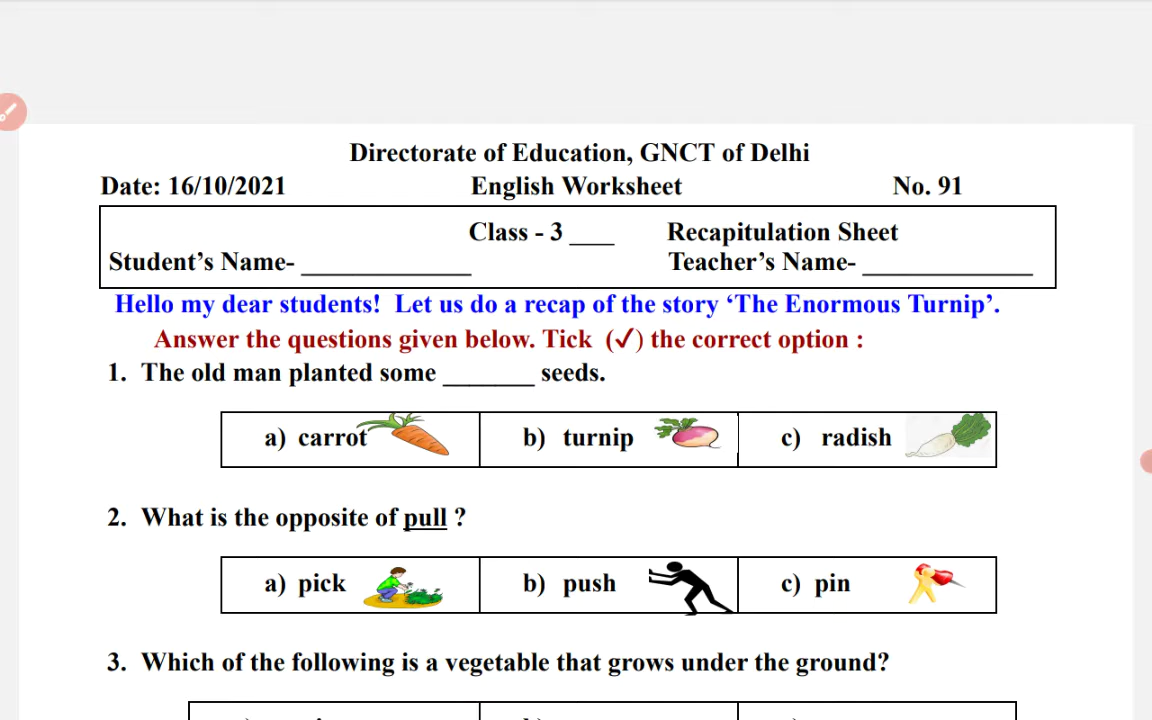 Directorate of Education, GNCT of Delhi
Date: 16/10/2021 English Worksheet No. 91
Class - 3 ____ Recapitulation Sheet
Student’s Name- _____________ Teacher’s Name- _____________
Hello my dear students! Let us do a recap of the story ‘The Enormous Turnip’.
Answer the questions given below. Tick (✓) the correct option :
1. The old man planted some _______ seeds.
a) carrot b) turnip c) radish
2. What is the opposite of pull ?
a) pick b) push c) pin
3. Which of the following is a vegetable that grows under the ground?